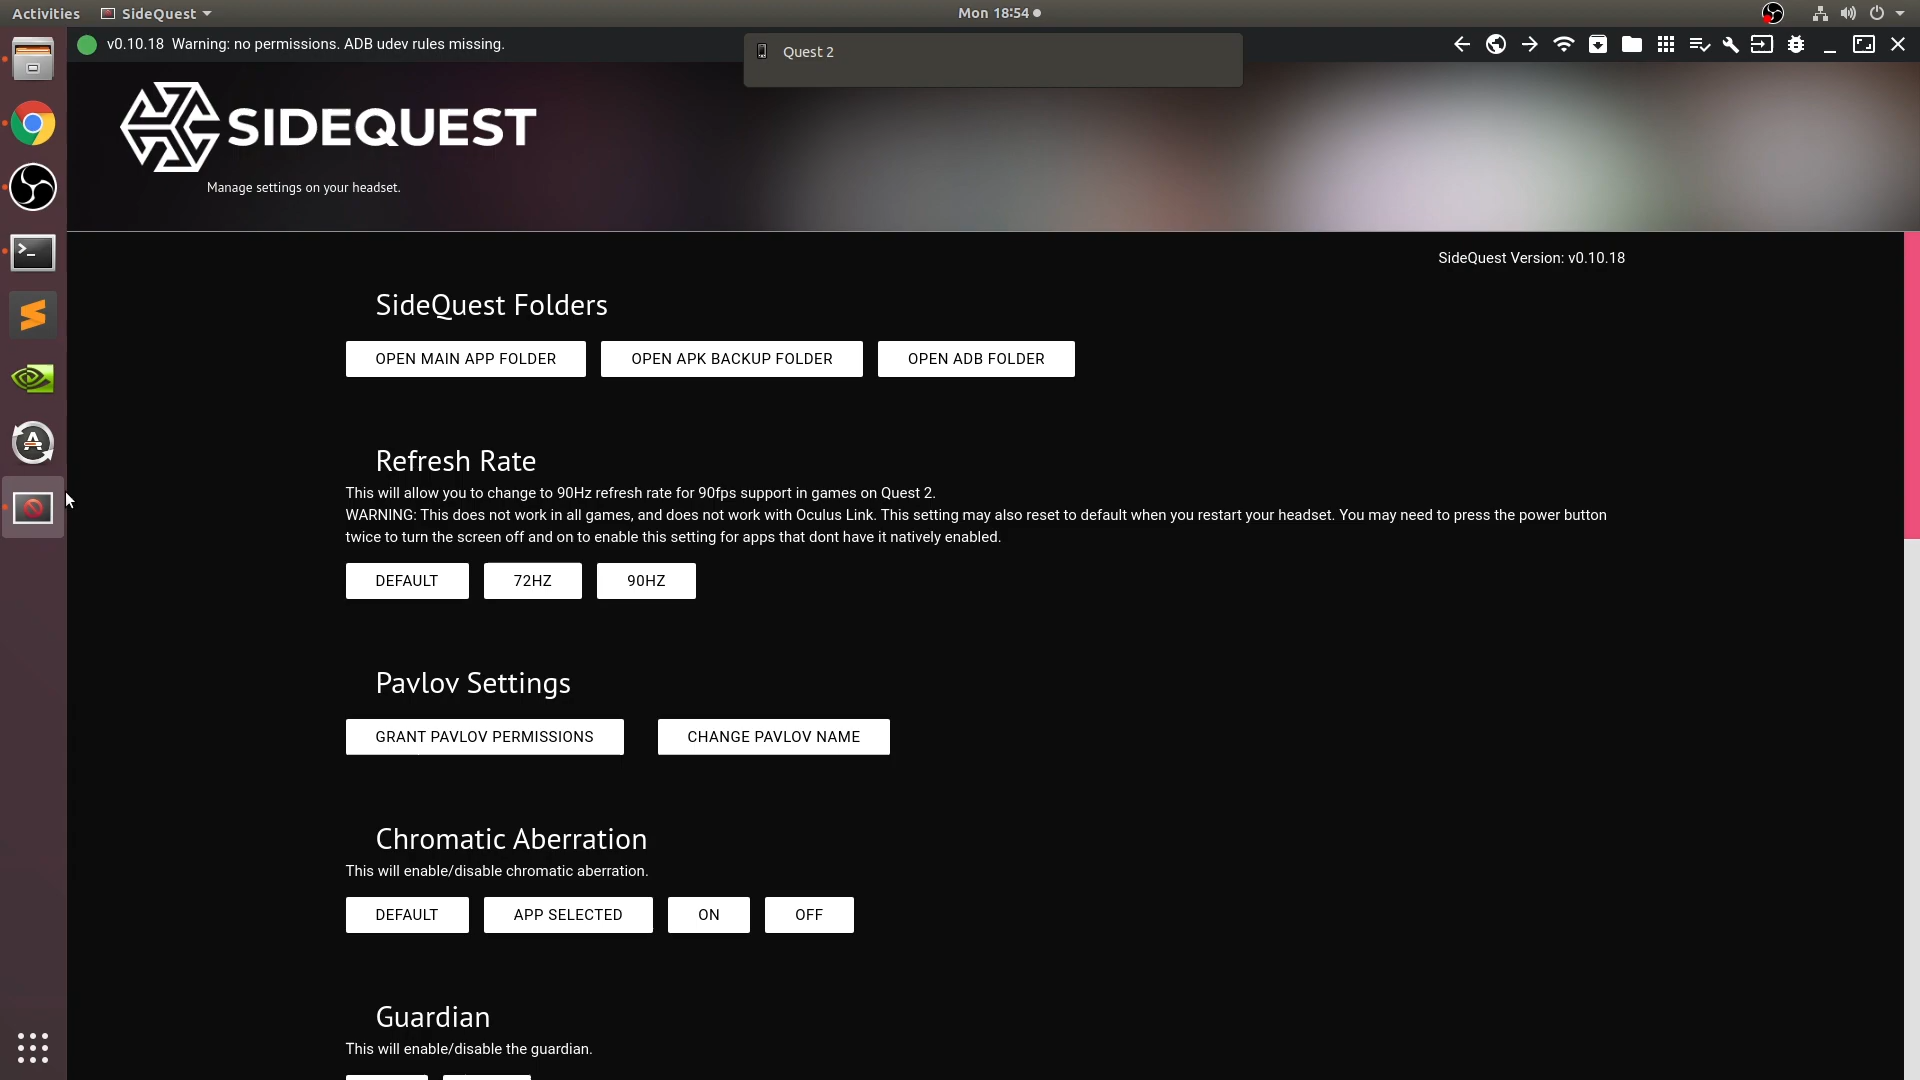 Activities
SideQuest
Mon 18:54
v0.10.18 Warning: no permissions. ADB udev rules missing.
Quest 2
SIDEQUEST
Manage settings on your headset.
SideQuest Version: v0.10.18
SideQuest Folders
OPEN MAIN APP FOLDER
OPEN APK BACKUP FOLDER
OPEN ADB FOLDER
Refresh Rate
This will allow you to change to 90Hz refresh rate for 90fps support in games on Quest 2.
WARNING: This does not work in all games, and does not work with Oculus Link. This setting may also reset to default when you restart your headset. You may need to press the power button
twice to turn the screen off and on to enable this setting for apps that dont have it natively enabled.
DEFAULT
72HZ
90HZ
Pavlov Settings
GRANT PAVLOV PERMISSIONS
CHANGE PAVLOV NAME
Chromatic Aberration
This will enable/disable chromatic aberration.
DEFAULT
APP SELECTED
ON
OFF
Guardian
This will enable/disable the guardian.